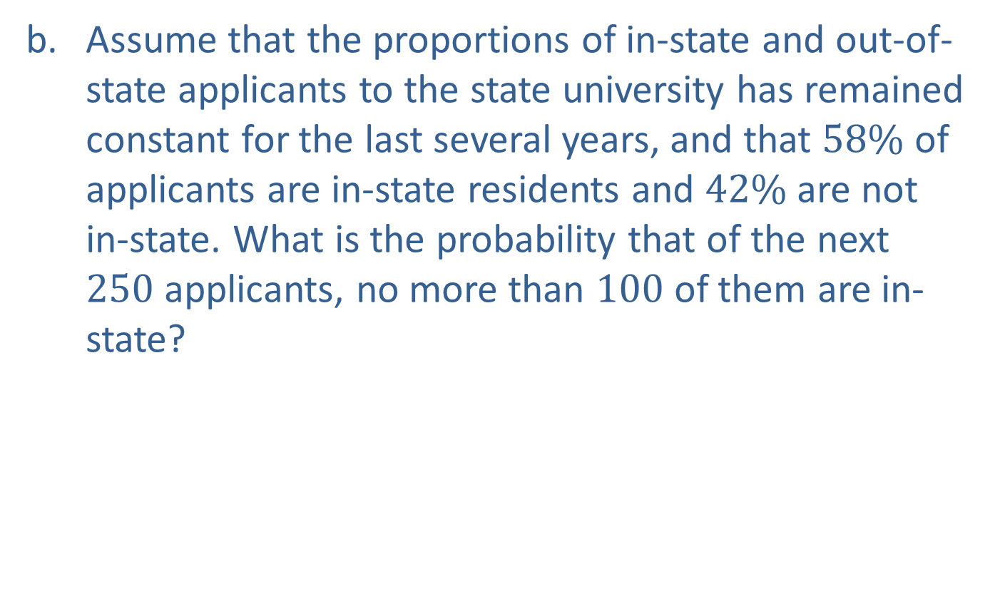 b. Assume that the proportions of in-state and out-of-
state applicants to the state university has remained
constant for the last several years, and that 58% of
applicants are in-state residents and 42% are not
in-state. What is the probability that of the next
250 applicants, no more than 100 of them are in-
state?